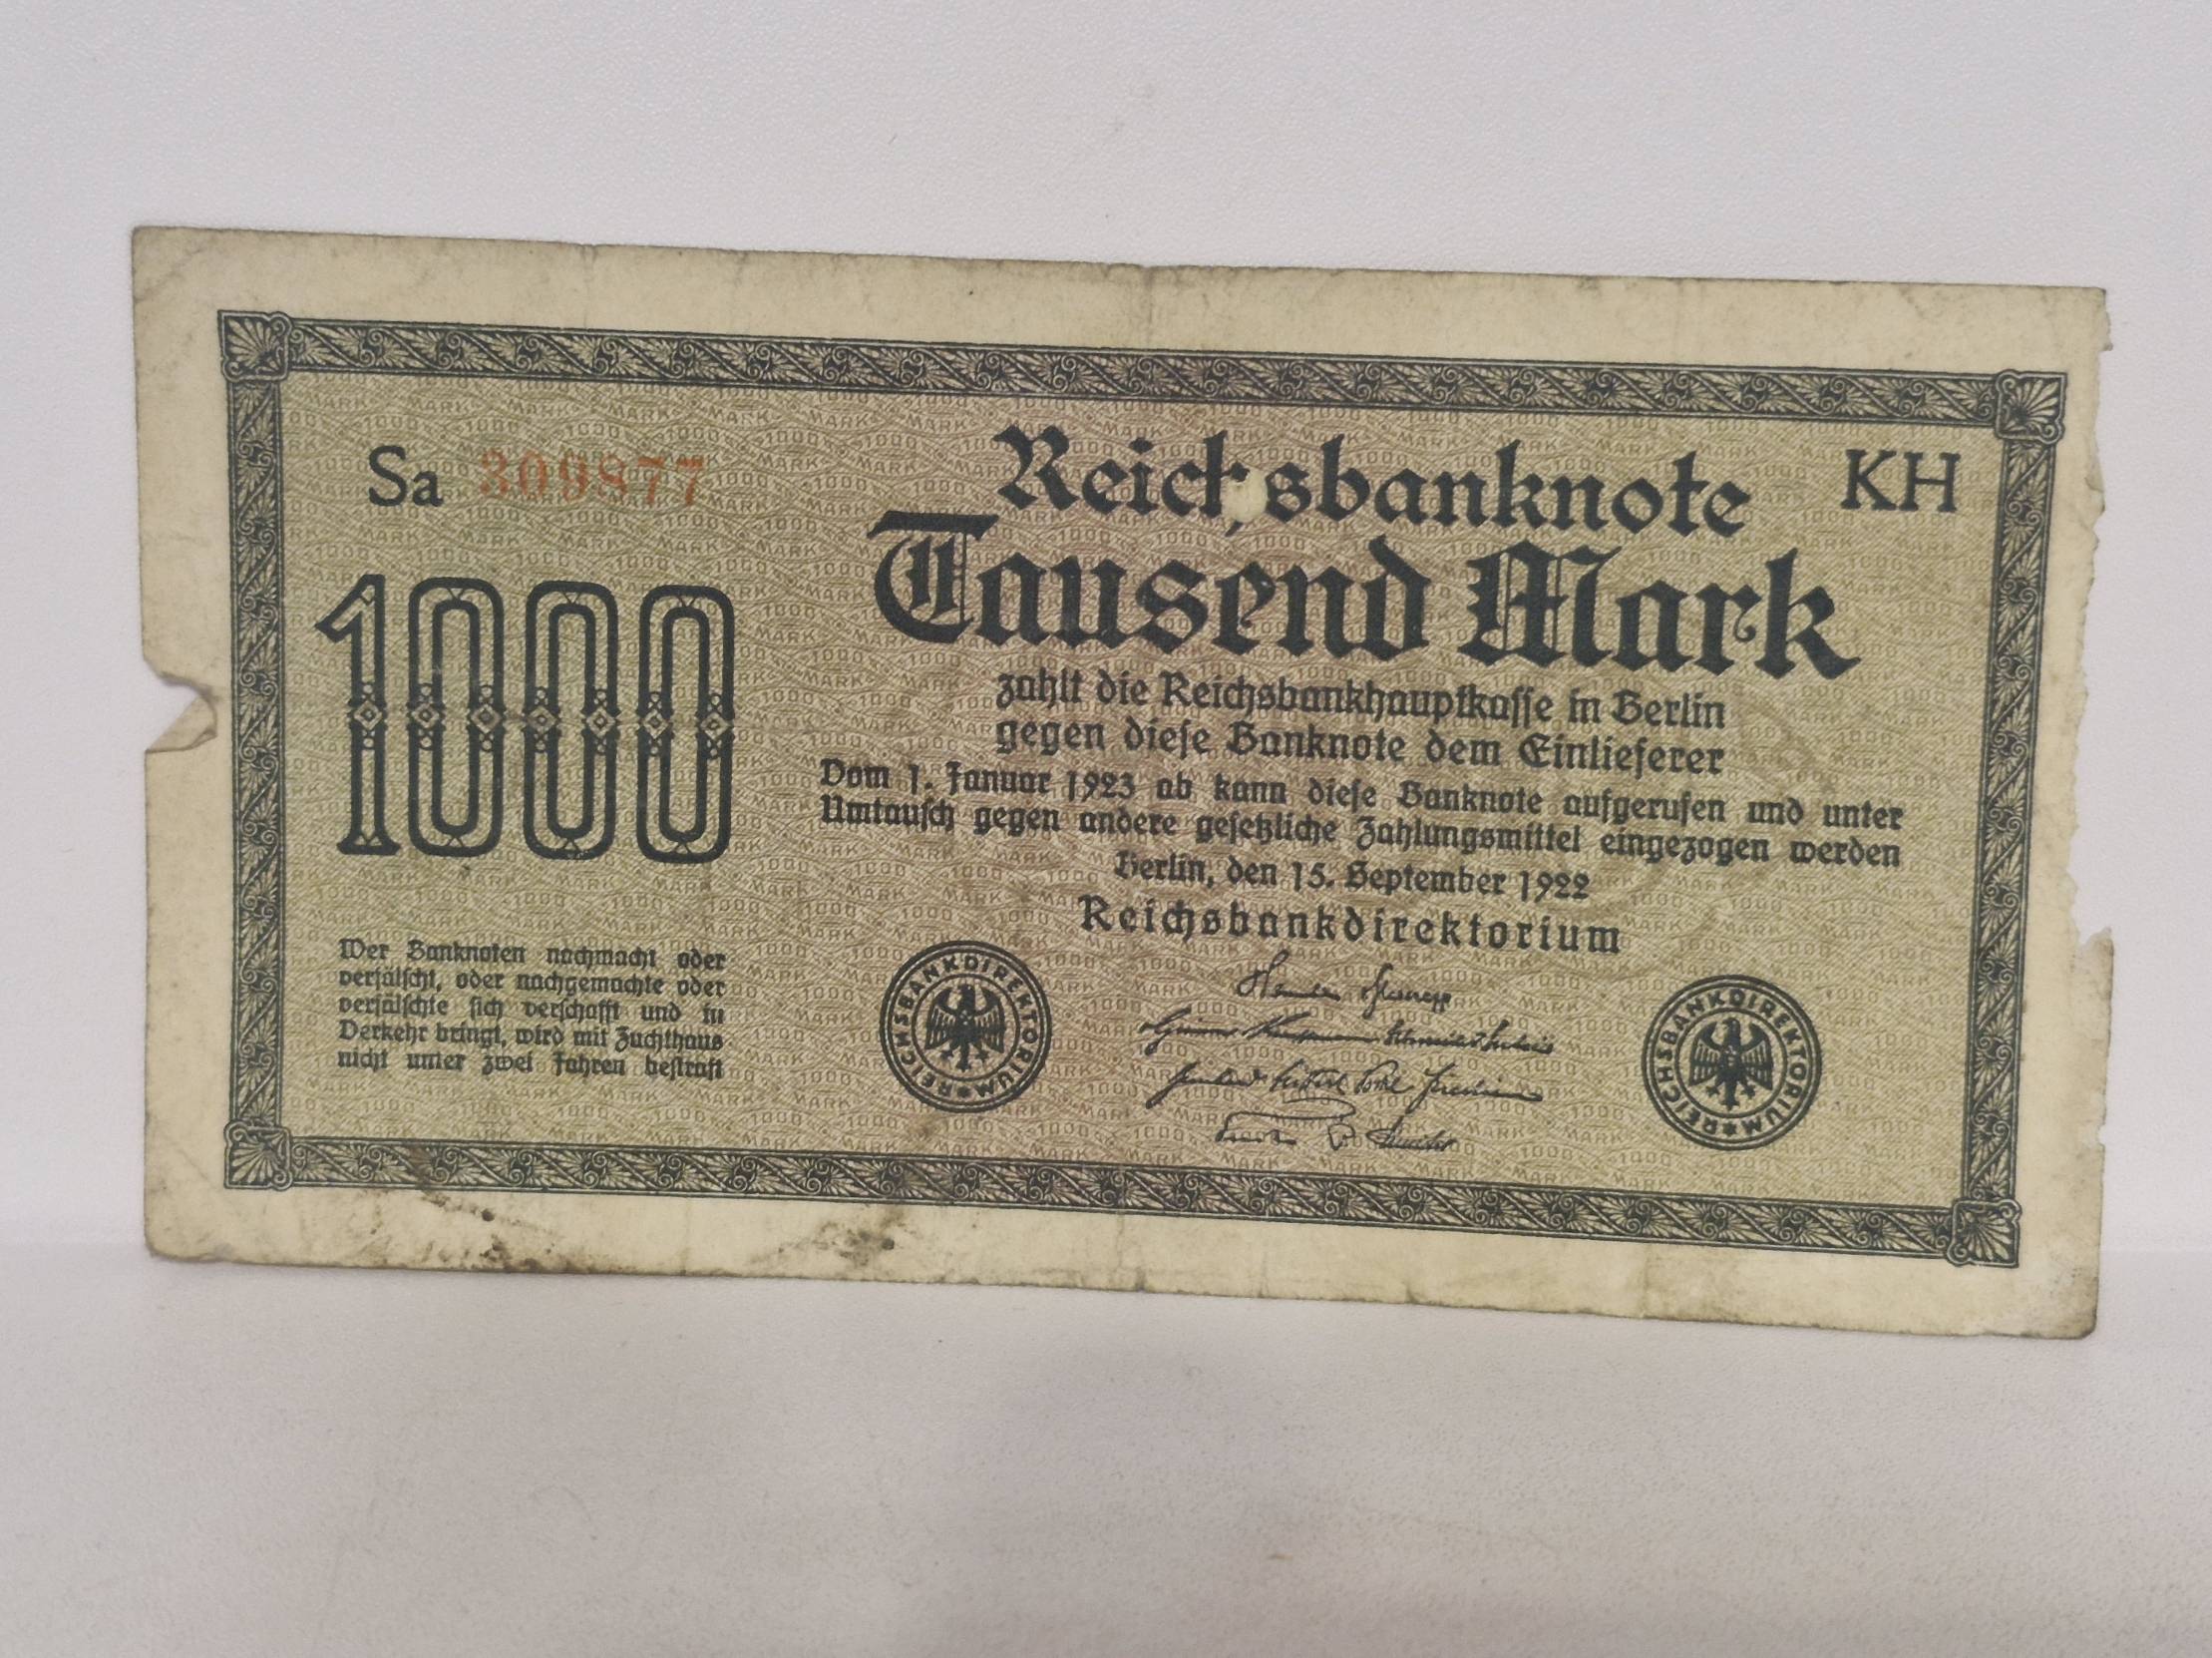 Sa 309877
Reichsbanknote
KH
Tausend Mark
1000
zahlt die Reichsbankhauptkasse in Berlin
gegen diese Banknote dem Einlieferer
Vom 1. Januar 1923 ab kann diese Banknote aufgerufen und unter
Umtausch gegen andere gesetzliche Zahlungsmittel eingezogen werden
Berlin, den 15. September 1922
Reichsbankdirektorium
Wer Banknoten nachmacht oder
verfälscht, oder nachgemachte oder
verfälschte sich verschafft und in
Verkehr bringt, wird mit Zuchthaus
nicht unter zwei Jahren bestraft
REICHSBANKDIREKTORIUM
REICHSBANKDIREKTORIUM